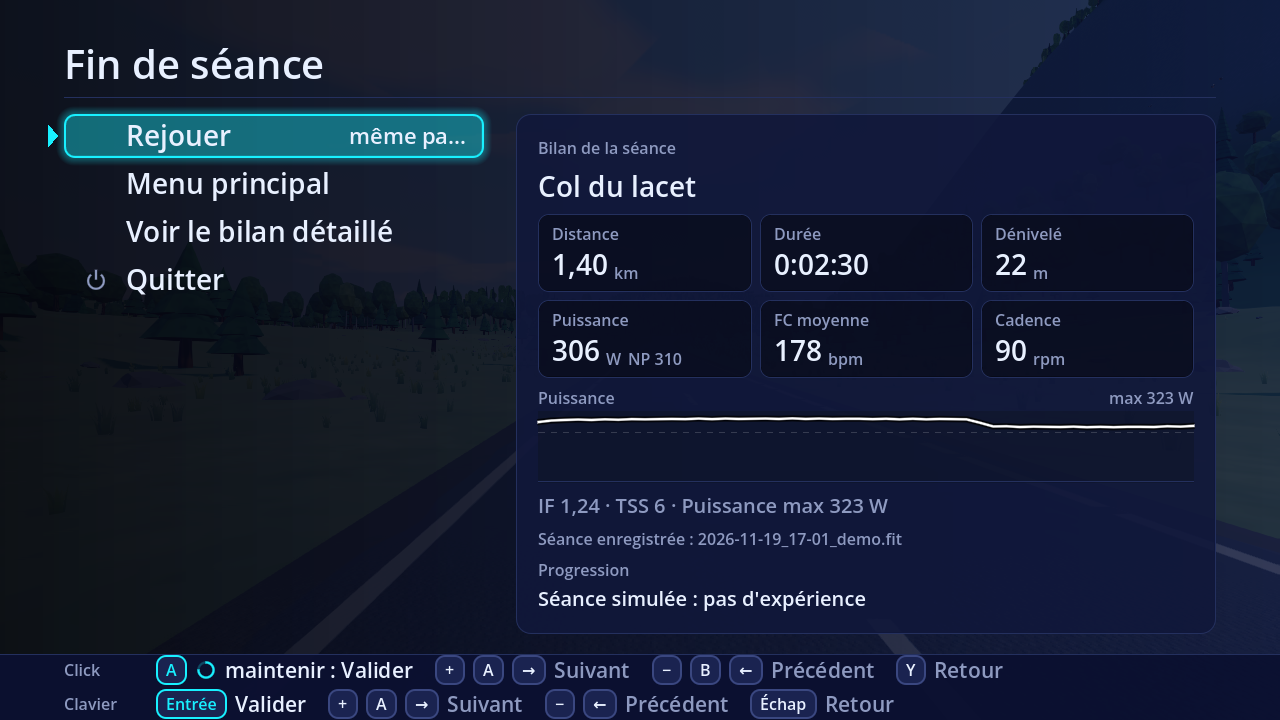 Fin de séance
Rejouer même pa...
Menu principal
Voir le bilan détaillé
Quitter
Bilan de la séance
Col du lacet
Distance Durée Dénivelé
1,40 km 0:02:30 22 m
Puissance FC moyenne Cadence
306 W NP 310 178 bpm 90 rpm
Puissance max 323 W
IF 1,24 · TSS 6 · Puissance max 323 W
Séance enregistrée : 2026-11-19_17-01_demo.fit
Progression
Séance simulée : pas d'expérience
Click A maintenir : Valider + A → Suivant − B ← Précédent Y Retour
Clavier Entrée Valider + A → Suivant − ← Précédent Échap Retour